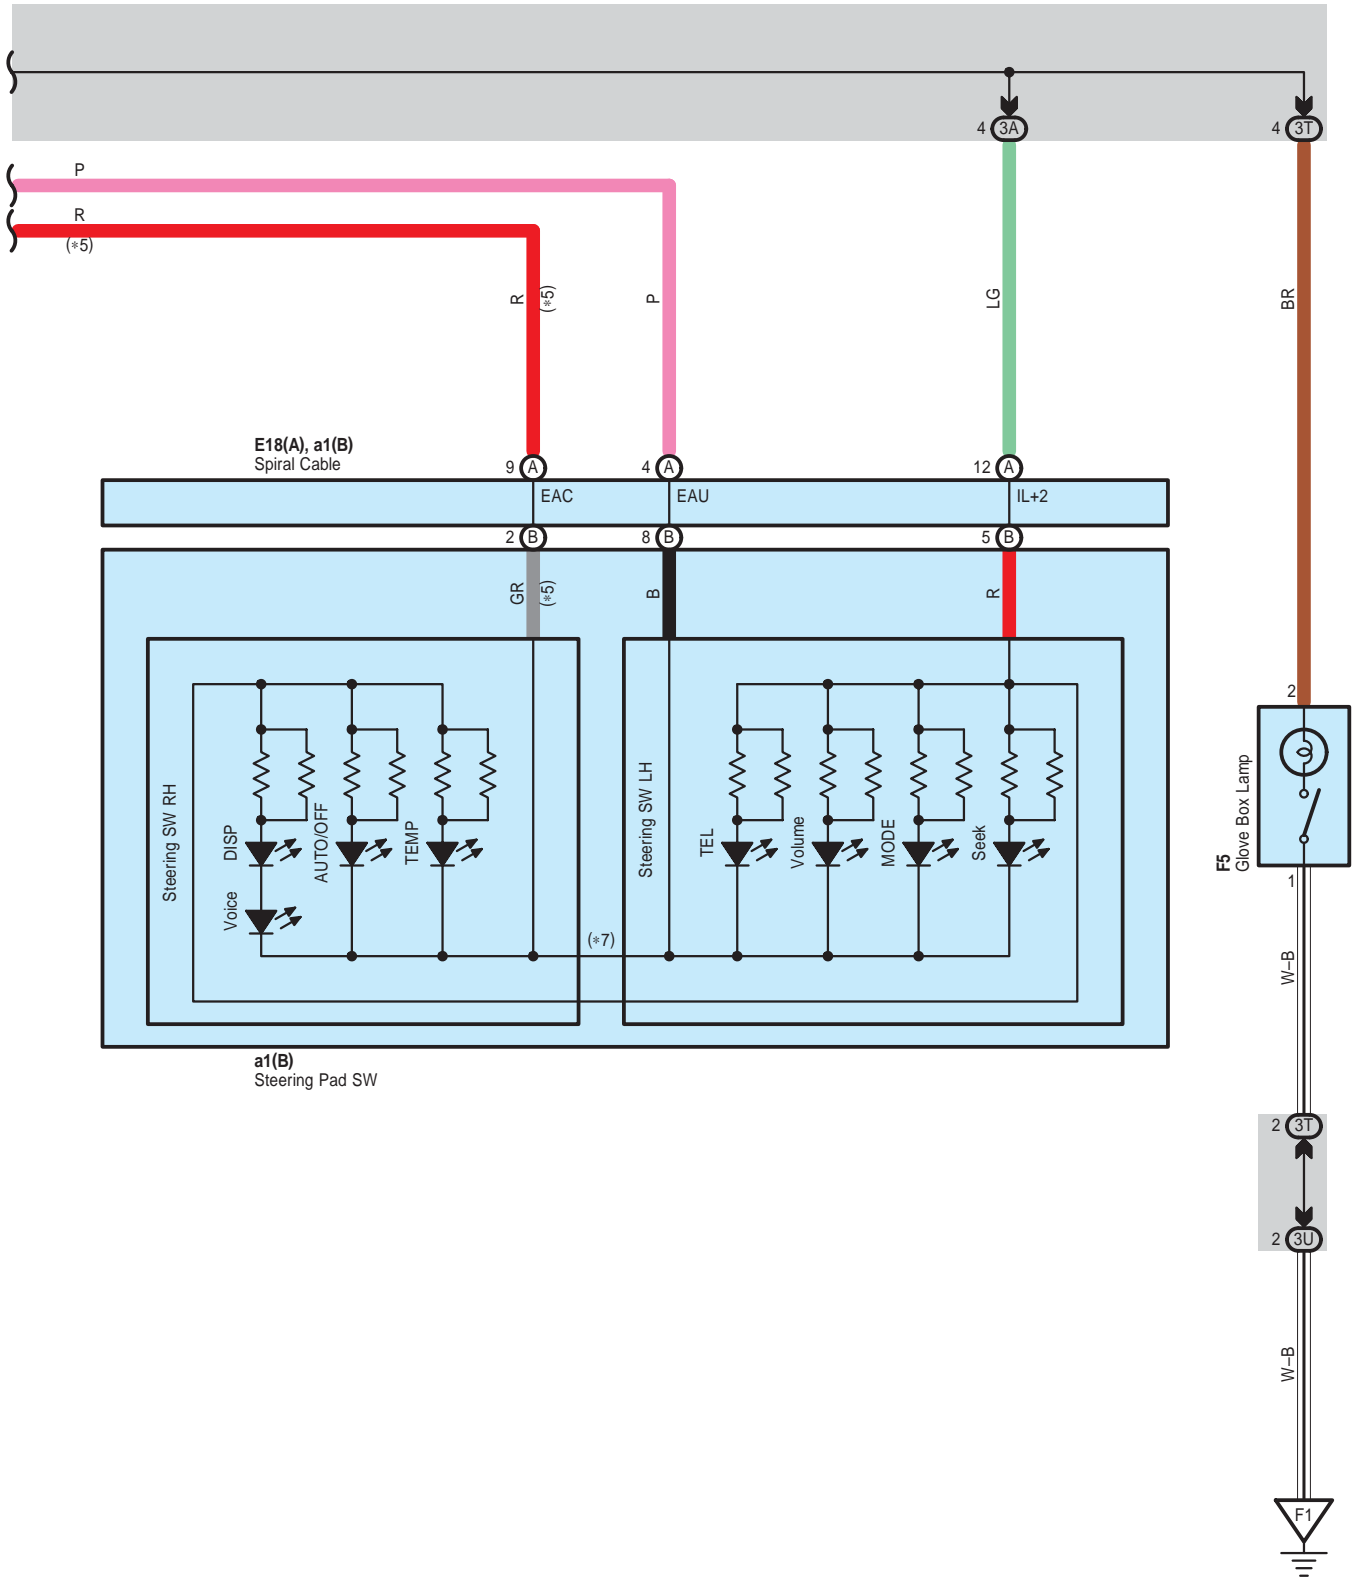 4 3A
4 3T
P
R
(*5)
R
(*5)
P
LG
BR
E18(A), a1(B)
Spiral Cable
9 A
4 A
12 A
EAC
EAU
IL+2
2 B
8 B
5 B
GR
(*5)
B
R
2
Steering SW RH
DISP
AUTO/OFF
TEMP
Voice
Steering SW LH
TEL
Volume
MODE
Seek
(*7)
F5
Glove Box Lamp
1
W-B
a1(B)
Steering Pad SW
2 3T
2 3U
W-B
F1